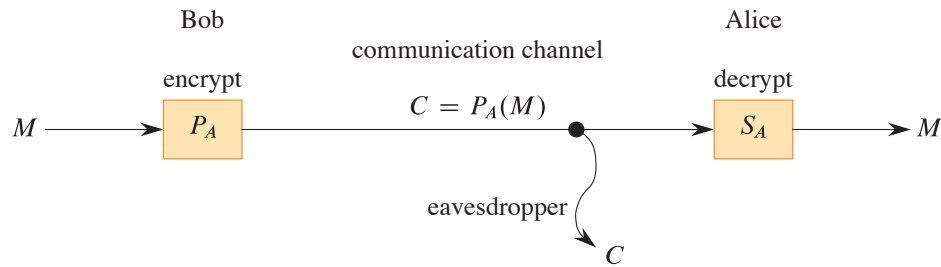 Bob
Alice
communication channel
encrypt
decrypt
M
P_A
C = P_A(M)
S_A
M
eavesdropper
C